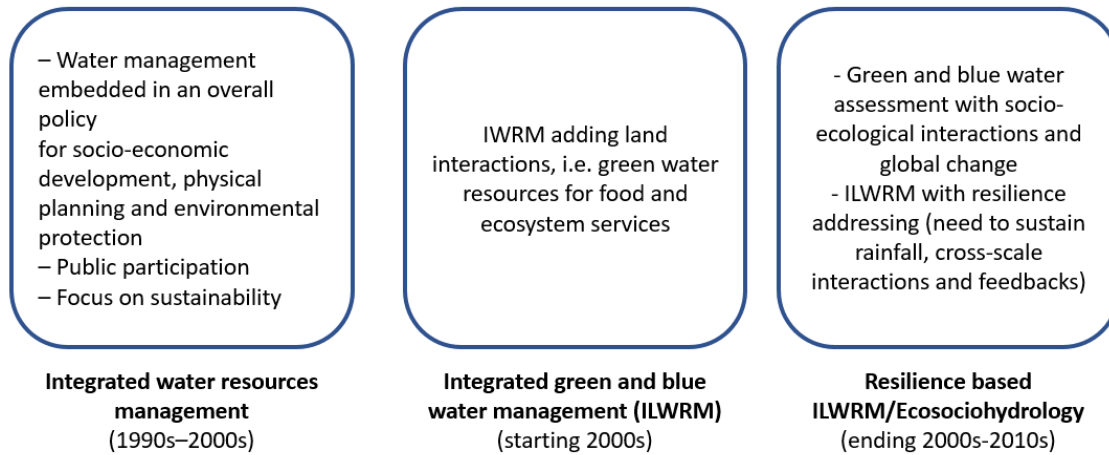 – Water management
embedded in an overall
policy
for socio-economic
development, physical
planning and environmental
protection
– Public participation
– Focus on sustainability
Integrated water resources
management
(1990s–2000s)
IWRM adding land
interactions, i.e. green water
resources for food and
ecosystem services
Integrated green and blue
water management (ILWRM)
(starting 2000s)
- Green and blue water
assessment with socio-
ecological interactions and
global change
- ILWRM with resilience
addressing (need to sustain
rainfall, cross-scale
interactions and feedbacks)
Resilience based
ILWRM/Ecosociohydrology
(ending 2000s-2010s)